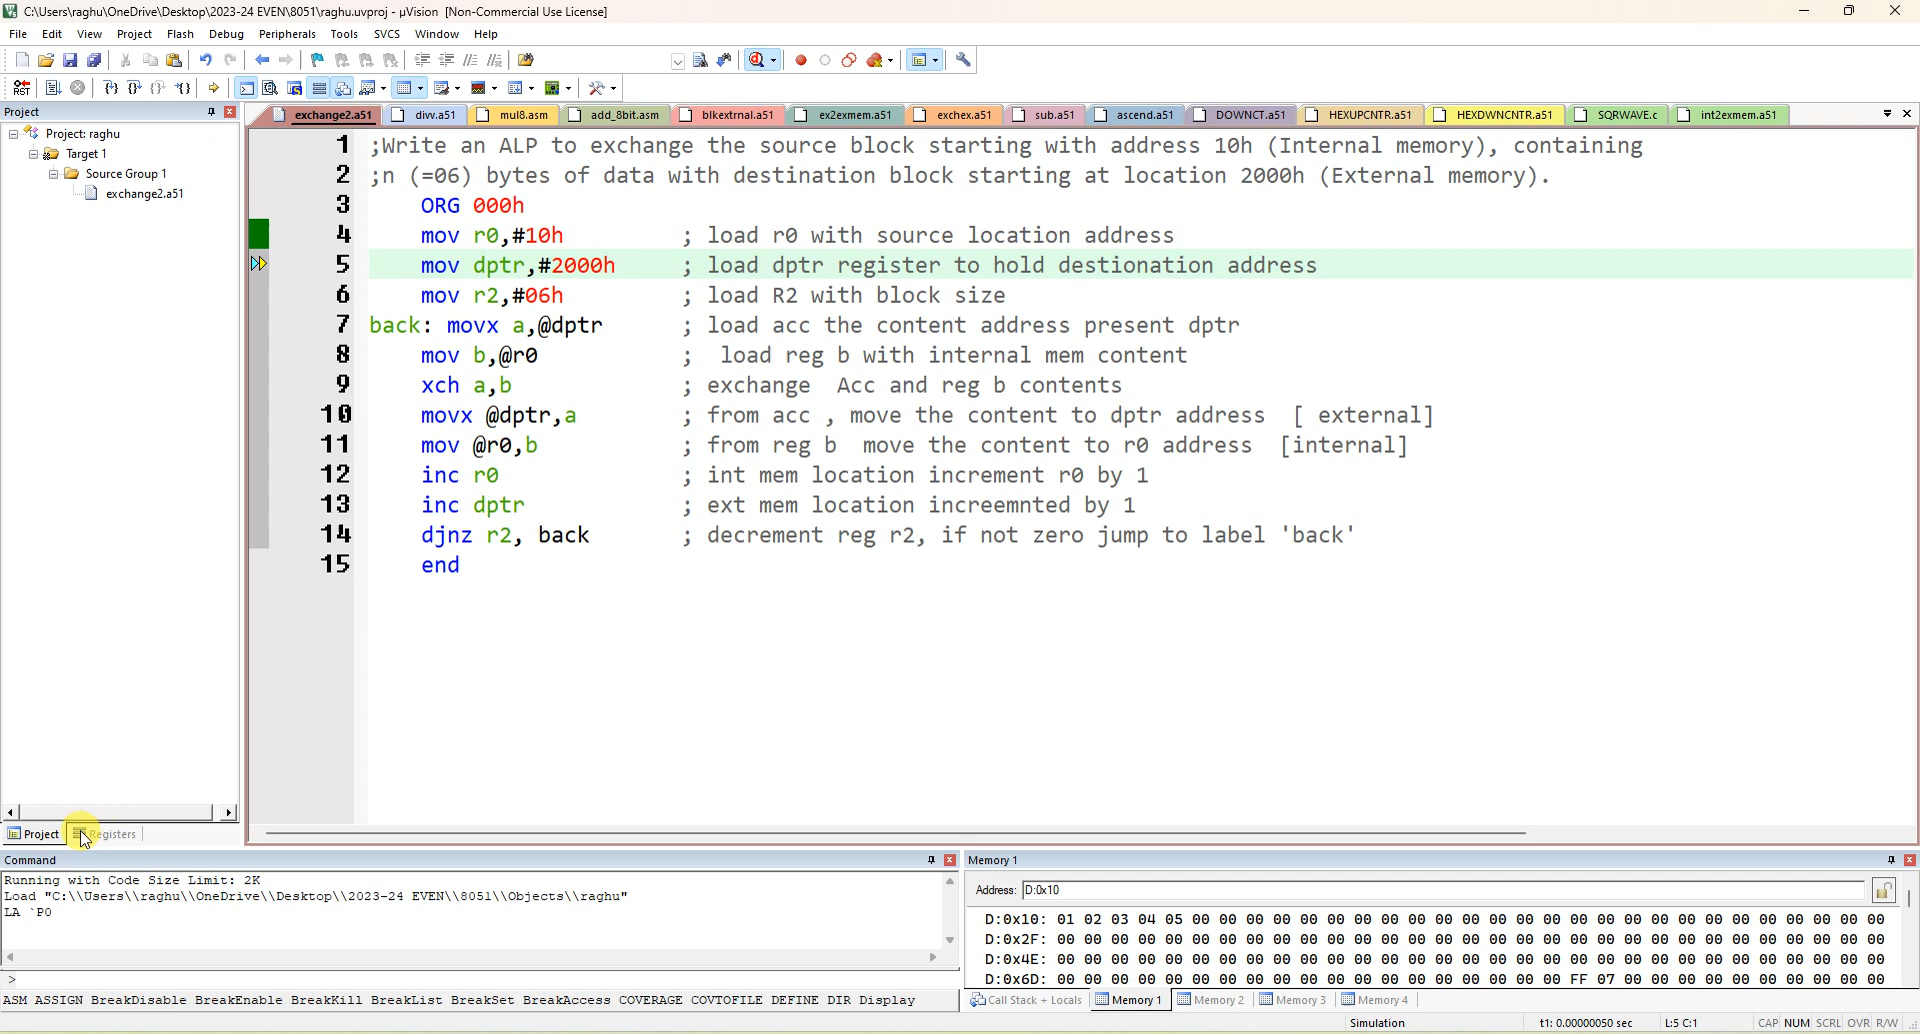 C:\Users\raghu\OneDrive\Desktop\2023-24 EVEN\8051\raghu.uvproj - µVision [Non-Commercial Use License]
File Edit View Project Flash Debug Peripherals Tools SVCS Window Help
RST
Project
exchange2.a51 divv.a51 mul8.asm add_8bit.asm blkextrnal.a51 ex2exmem.a51 exchex.a51 sub.a51 ascend.a51 DOWNCT.a51 HEXUPCNTR.a51 HEXDWNCNTR.a51 SQRWAVE.c int2exmem.a51
Project: raghu
Target 1
Source Group 1
exchange2.a51
1 ;Write an ALP to exchange the source block starting with address 10h (Internal memory), containing
2 ;n (=06) bytes of data with destination block starting at location 2000h (External memory).
3 ORG 000h
4 mov r0,#10h ; load r0 with source location address
5 mov dptr,#2000h ; load dptr register to hold destionation address
6 mov r2,#06h ; load R2 with block size
7 back: movx a,@dptr ; load acc the content address present dptr
8 mov b,@r0 ; load reg b with internal mem content
9 xch a,b ; exchange Acc and reg b contents
10 movx @dptr,a ; from acc , move the content to dptr address [ external]
11 mov @r0,b ; from reg b move the content to r0 address [internal]
12 inc r0 ; int mem location increment r0 by 1
13 inc dptr ; ext mem location increemnted by 1
14 djnz r2, back ; decrement reg r2, if not zero jump to label 'back'
15 end
Project Registers
Command
Running with Code Size Limit: 2K
Load "C:\\Users\\raghu\\OneDrive\\Desktop\\2023-24 EVEN\\8051\\Objects\\raghu"
LA `P0
>
ASM ASSIGN BreakDisable BreakEnable BreakKill BreakList BreakSet BreakAccess COVERAGE COVTOFILE DEFINE DIR Display
Memory 1
Address: D:0x10
D:0x10: 01 02 03 04 05 00 00 00 00 00 00 00 00 00 00 00 00 00 00 00 00 00 00 00 00 00 00 00 00 00 00
D:0x2F: 00 00 00 00 00 00 00 00 00 00 00 00 00 00 00 00 00 00 00 00 00 00 00 00 00 00 00 00 00 00 00
D:0x4E: 00 00 00 00 00 00 00 00 00 00 00 00 00 00 00 00 00 00 00 00 00 00 00 00 00 00 00 00 00 00 00
D:0x6D: 00 00 00 00 00 00 00 00 00 00 00 00 00 00 00 00 00 00 00 FF 07 00 00 00 00 00 00 00 00 00 00
Call Stack + Locals Memory 1 Memory 2 Memory 3 Memory 4
Simulation t1: 0.00000050 sec L:5 C:1 CAP NUM SCRL OVR R/W